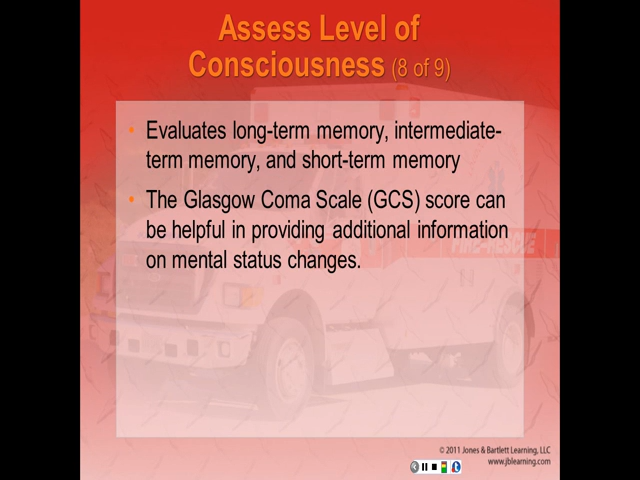 Assess Level of
Consciousness (8 of 9)
• Evaluates long-term memory, intermediate-
term memory, and short-term memory
• The Glasgow Coma Scale (GCS) score can
be helpful in providing additional information
on mental status changes.
FIRE-RESCUE
© 2011 Jones & Bartlett Learning, LLC
www.jblearning.com